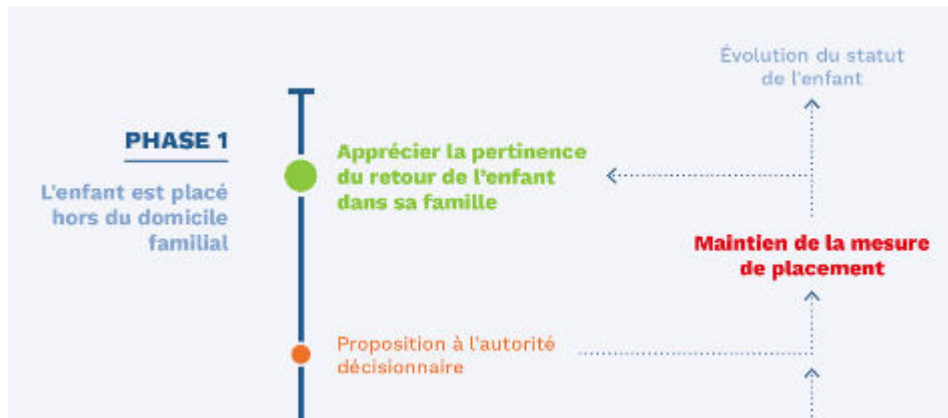 Évolution du statut
de l'enfant
PHASE 1
L'enfant est placé
hors du domicile
familial
Apprécier la pertinence
du retour de l'enfant
dans sa famille
Maintien de la mesure
de placement
Proposition à l'autorité
décisionnaire